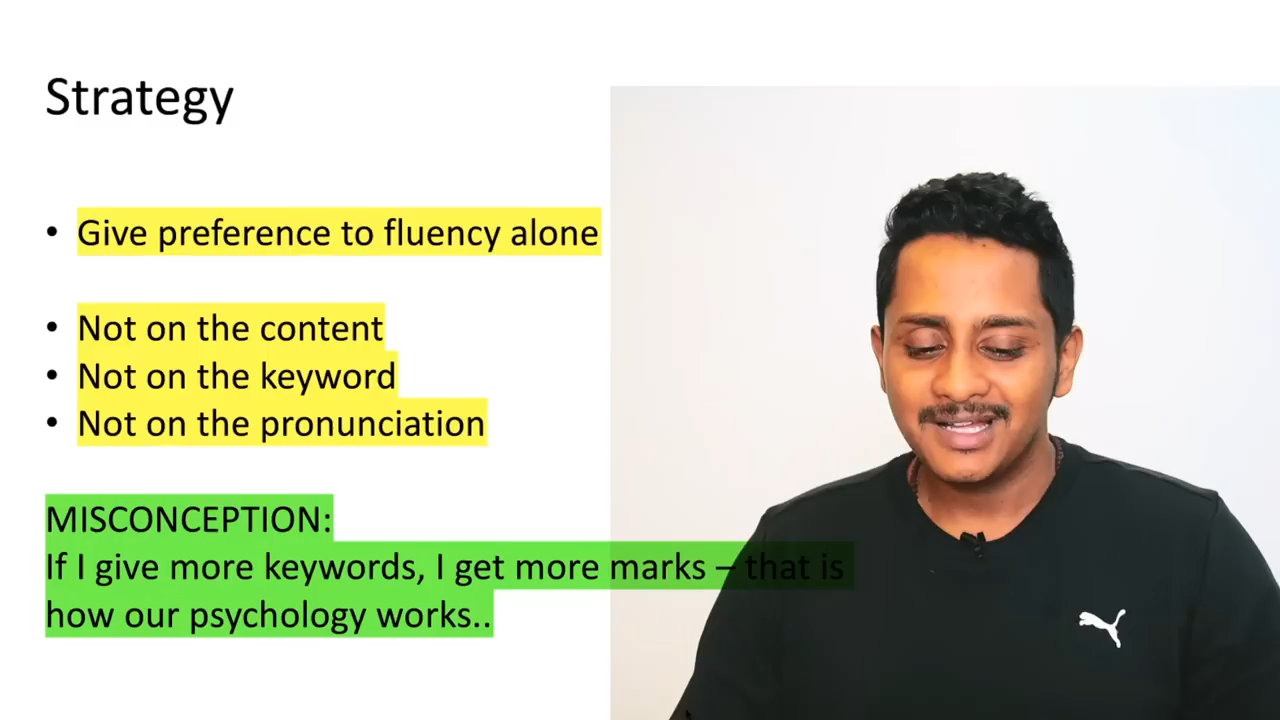 Strategy
• Give preference to fluency alone
• Not on the content
• Not on the keyword
• Not on the pronunciation
MISCONCEPTION:
If I give more keywords, I get more marks – that is
how our psychology works..